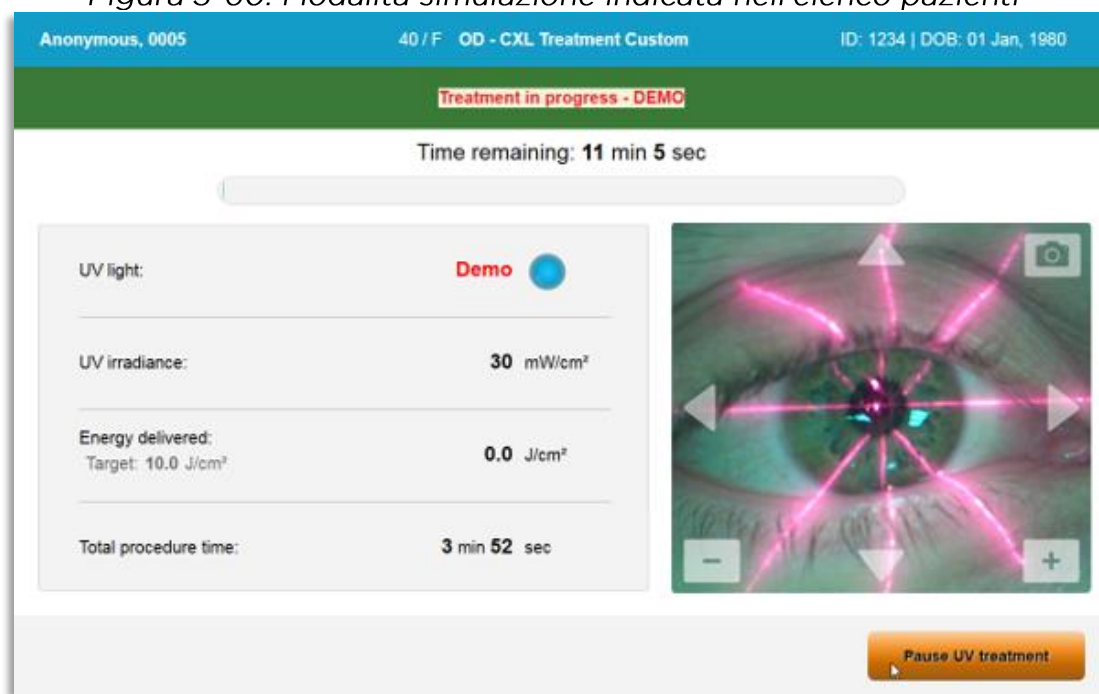 Anonymous, 0005 40 / F OD - CXL Treatment Custom ID: 1234 | DOB: 01 Jan, 1980
Treatment in progress - DEMO
Time remaining: 11 min 5 sec
UV light: Demo
UV irradiance: 30 mW/cm²
Energy delivered:
Target: 10.0 J/cm² 0.0 J/cm²
Total procedure time: 3 min 52 sec
Pause UV treatment